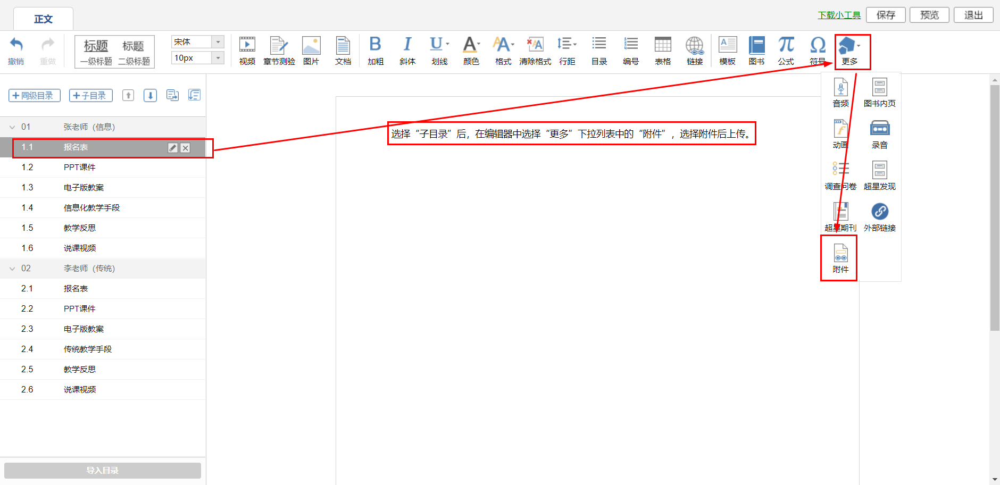 正文
下载小工具 保存 预览 退出
撤销 重做
标题 一级标题
标题 二级标题
宋体
10px
视频 章节测验 图片 文档 加粗 斜体 划线 颜色 格式 清除格式 行距 目录 编号 表格 链接 模板 图书 公式 符号 更多
+同级目录 +子目录
01 张老师（信息）
1.1 报名表
1.2 PPT课件
1.3 电子版教案
1.4 信息化教学手段
1.5 教学反思
1.6 说课视频
02 李老师（传统）
2.1 报名表
2.2 PPT课件
2.3 电子版教案
2.4 传统教学手段
2.5 教学反思
2.6 说课视频
导入目录
选择“子目录”后，在编辑器中选择“更多”下拉列表中的“附件”，选择附件后上传。
音频 图书内页
动画 录音
调查问卷 超星发现
超星期刊 外部链接
附件